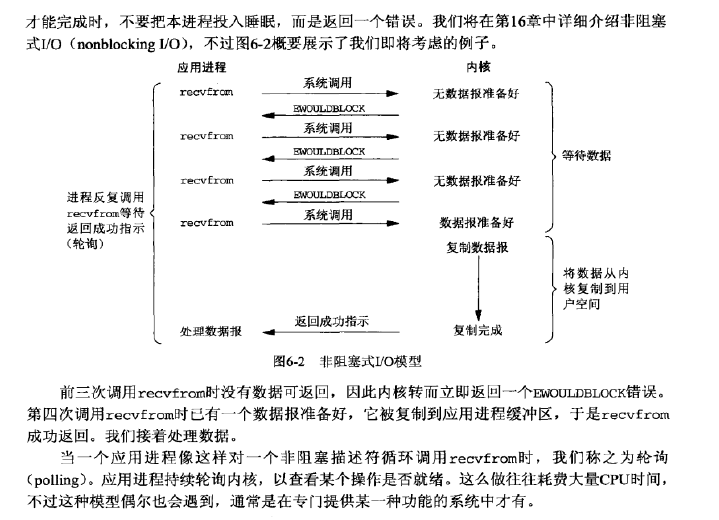 才能完成时，不要把本进程投入睡眠，而是返回一个错误。我们将在第16章中详细介绍非阻塞
式I/O（nonblocking I/O），不过图6-2概要展示了我们即将考虑的例子。
应用进程
内核
recvfrom
系统调用
无数据报准备好
EWOULDBLOCK
recvfrom
系统调用
无数据报准备好
EWOULDBLOCK
等待数据
recvfrom
系统调用
无数据报准备好
EWOULDBLOCK
进程反复调用
recvfrom等待
返回成功指示
（轮询）
recvfrom
系统调用
数据报准备好
复制数据报
将数据从内
核复制到用
户空间
处理数据报
返回成功指示
复制完成
图6-2 非阻塞式I/O模型
前三次调用recvfrom时没有数据可返回，因此内核转而立即返回一个EWOULDBLOCK错误。
第四次调用recvfrom时已有一个数据报准备好，它被复制到应用进程缓冲区，于是recvfrom
成功返回。我们接着处理数据。
当一个应用进程像这样对一个非阻塞描述符循环调用recvfrom时，我们称之为轮询
（polling）。应用进程持续轮询内核，以查看某个操作是否就绪。这么做往往耗费大量CPU时间，
不过这种模型偶尔也会遇到，通常是在专门提供某一种功能的系统中才有。